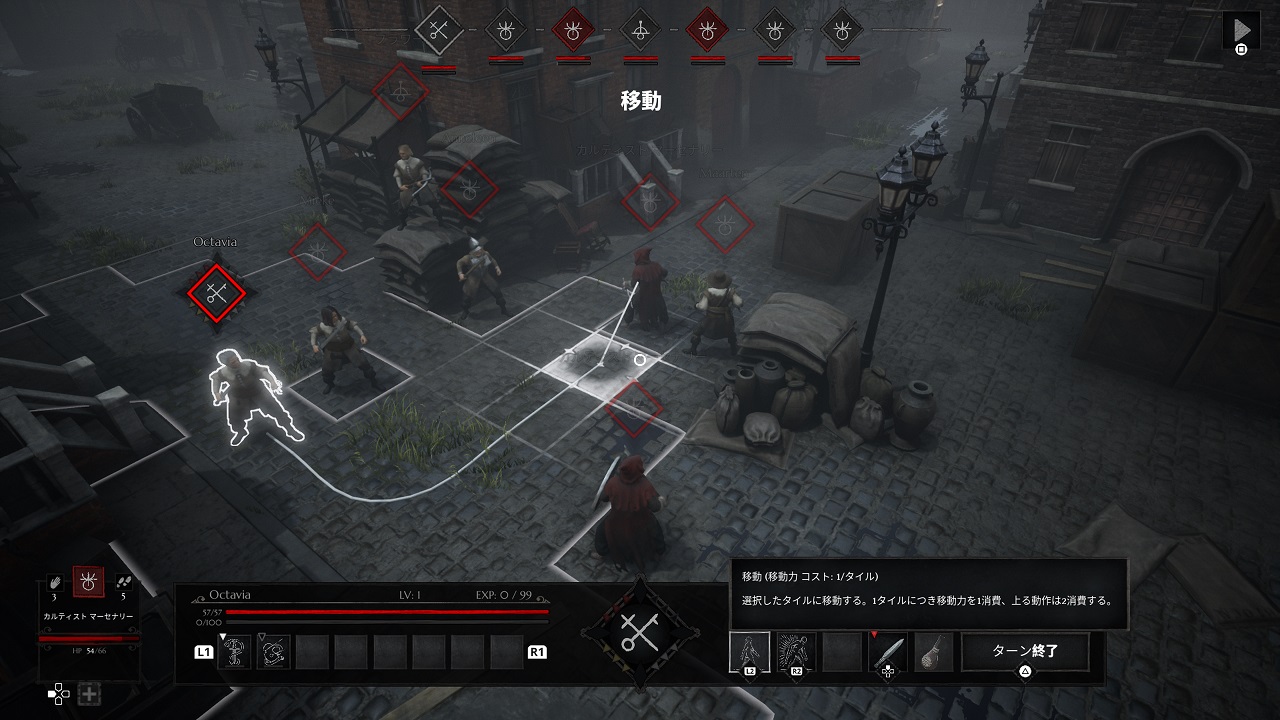 移動
Octavia
移動 (移動力 コスト: 1/タイル)
選択したタイルに移動する。1タイルにつき移動力を1消費、上る動作は2消費する。
3
5
カルティスト マーセナリー
HP 54/66
Octavia LV: 1 EXP: 0 / 99
57/57
0/100
L1
R1
L2
R2
ターン終了